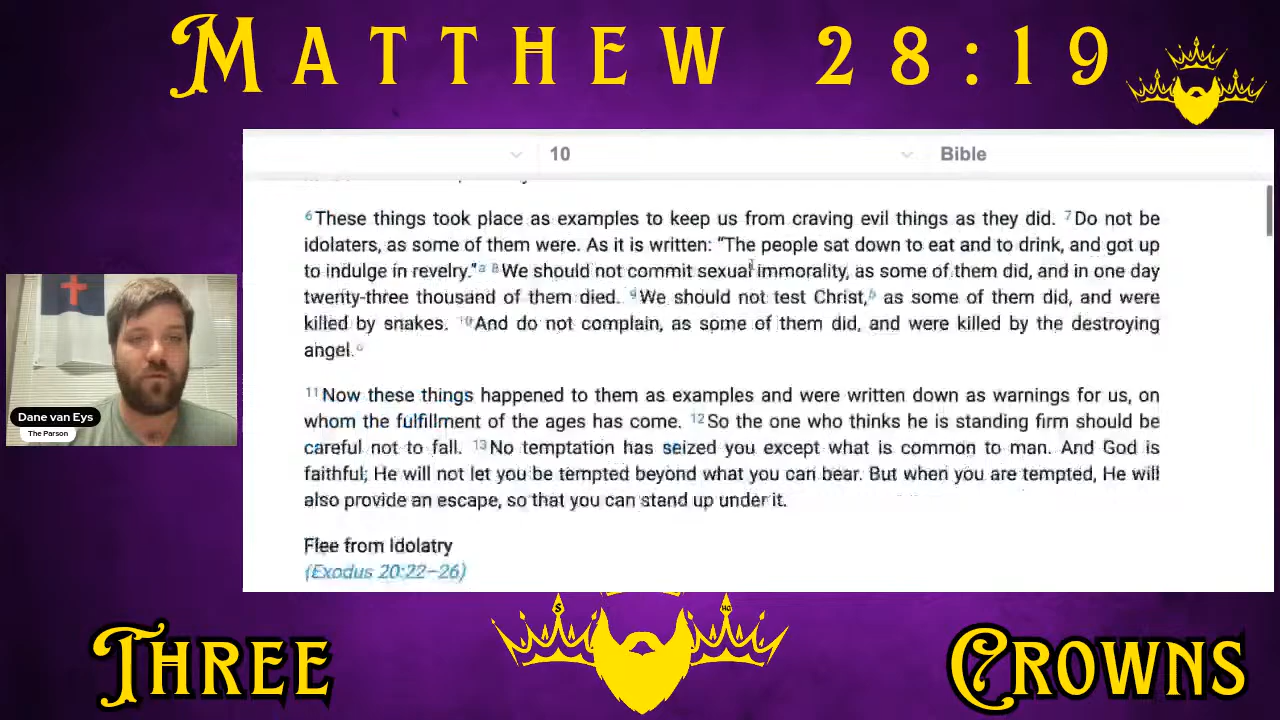 MATTHEW 28:19
10
Bible
6 These things took place as examples to keep us from craving evil things as they did. 7 Do not be
idolaters, as some of them were. As it is written: “The people sat down to eat and to drink, and got up
to indulge in revelry.”a 8 We should not commit sexual immorality, as some of them did, and in one day
twenty-three thousand of them died. 9 We should not test Christ,b as some of them did, and were
killed by snakes. 10 And do not complain, as some of them did, and were killed by the destroying
angel.c
11 Now these things happened to them as examples and were written down as warnings for us, on
whom the fulfillment of the ages has come. 12 So the one who thinks he is standing firm should be
careful not to fall. 13 No temptation has seized you except what is common to man. And God is
faithful; He will not let you be tempted beyond what you can bear. But when you are tempted, He will
also provide an escape, so that you can stand up under it.
Flee from Idolatry
(Exodus 20:22–26)
Dane van Eys
The Parson
S
HG
THREE
CROWNS